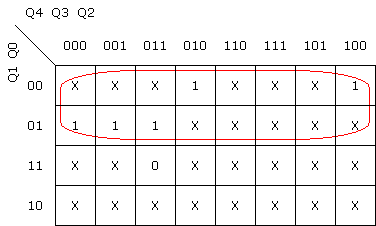 Q4 Q3 Q2
Q1 Q0
000 001 011 010 110 111 101 100
00 X X X 1 X X X 1
01 1 1 1 X X X X X
11 X X 0 X X X X X
10 X X X X X X X X